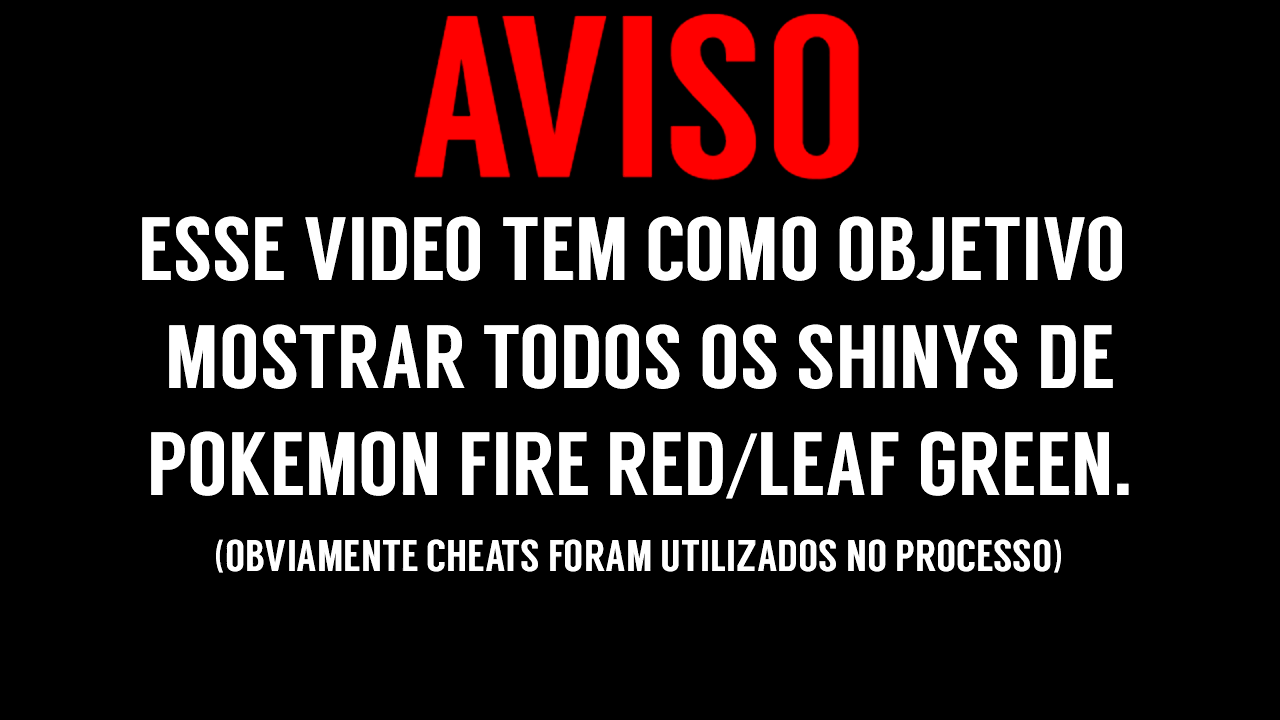 AVISO
ESSE VIDEO TEM COMO OBJETIVO
MOSTRAR TODOS OS SHINYS DE
POKEMON FIRE RED/LEAF GREEN.
(OBVIAMENTE CHEATS FORAM UTILIZADOS NO PROCESSO)